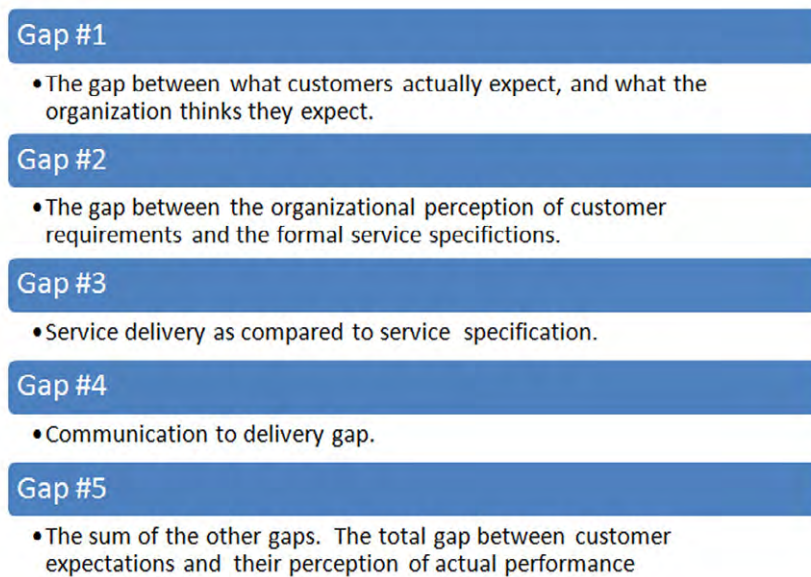 Gap #1
•The gap between what customers actually expect, and what the
organization thinks they expect.
Gap #2
•The gap between the organizational perception of customer
requirements and the formal service specifictions.
Gap #3
•Service delivery as compared to service specification.
Gap #4
•Communication to delivery gap.
Gap #5
•The sum of the other gaps. The total gap between customer
expectations and their perception of actual performance